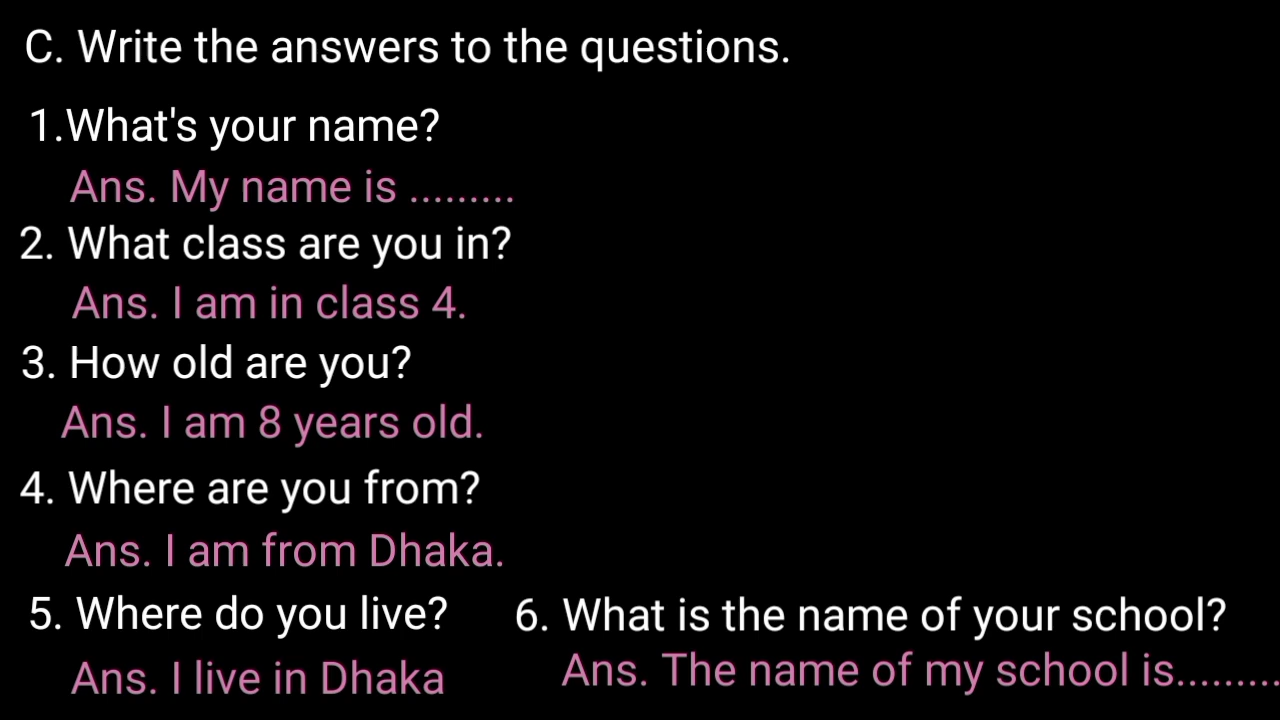 C. Write the answers to the questions.
1.What's your name?
Ans. My name is .........
2. What class are you in?
Ans. I am in class 4.
3. How old are you?
Ans. I am 8 years old.
4. Where are you from?
Ans. I am from Dhaka.
5. Where do you live?
Ans. I live in Dhaka
6. What is the name of your school?
Ans. The name of my school is.........